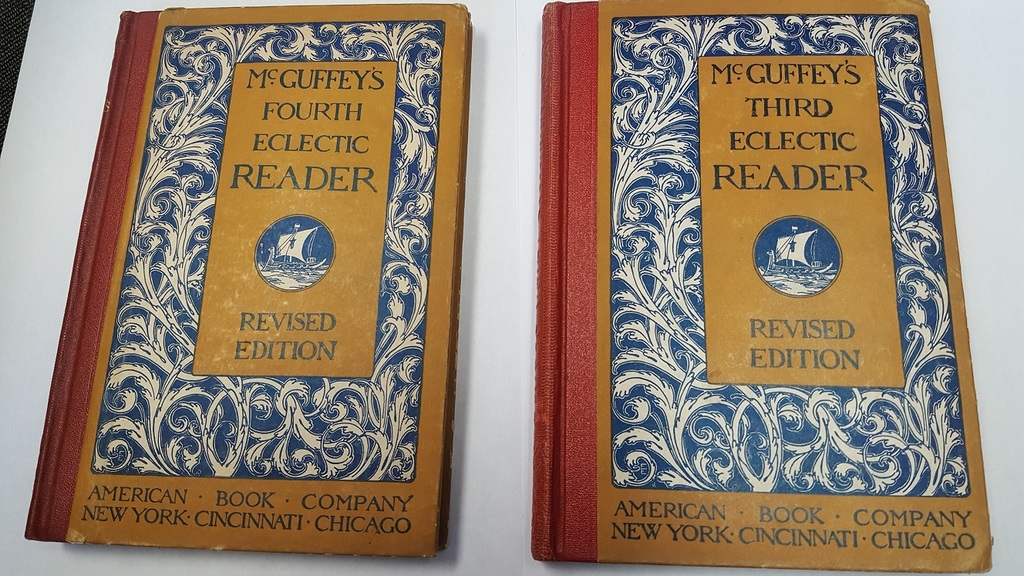 McGUFFEY'S
FOURTH
ECLECTIC
READER
REVISED
EDITION
AMERICAN · BOOK · COMPANY
NEW YORK · CINCINNATI · CHICAGO
McGUFFEY'S
THIRD
ECLECTIC
READER
REVISED
EDITION
AMERICAN · BOOK · COMPANY
NEW YORK · CINCINNATI · CHICAGO